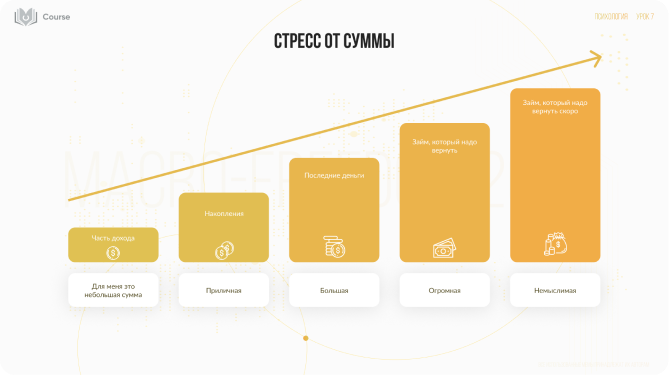 Course
ПСИХОЛОГИЯ УРОК 7
СТРЕСС ОТ СУММЫ
Займ, который надо
вернуть скоро
Займ, который надо
вернуть
Последние деньги
Накопления
Часть дохода
Для меня это
небольшая сумма
Приличная
Большая
Огромная
Немыслимая